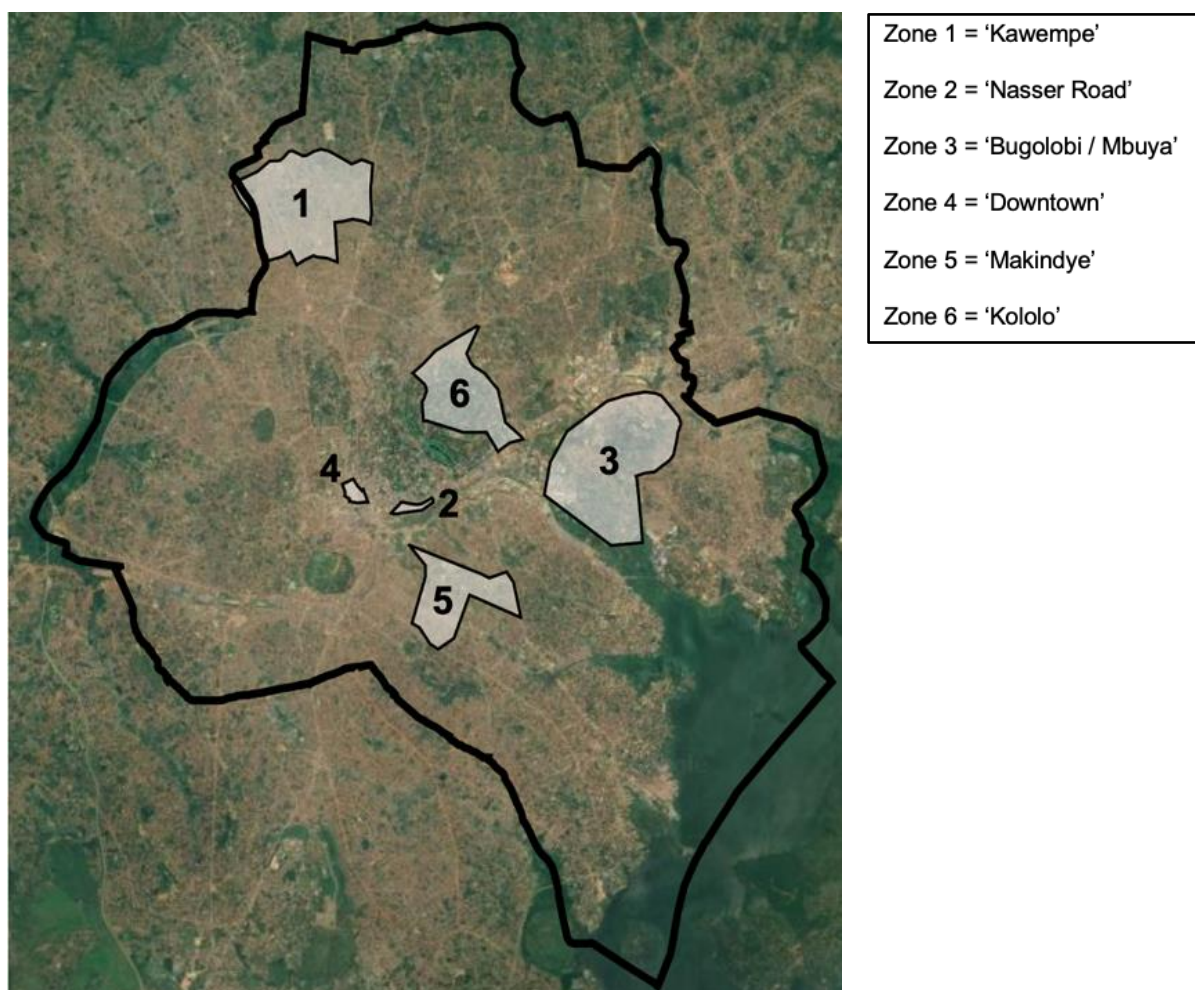 Zone 1 = ‘Kawempe’
Zone 2 = ‘Nasser Road’
Zone 3 = ‘Bugolobi / Mbuya’
Zone 4 = ‘Downtown’
Zone 5 = ‘Makindye’
Zone 6 = ‘Kololo’
1
6
3
4
2
5